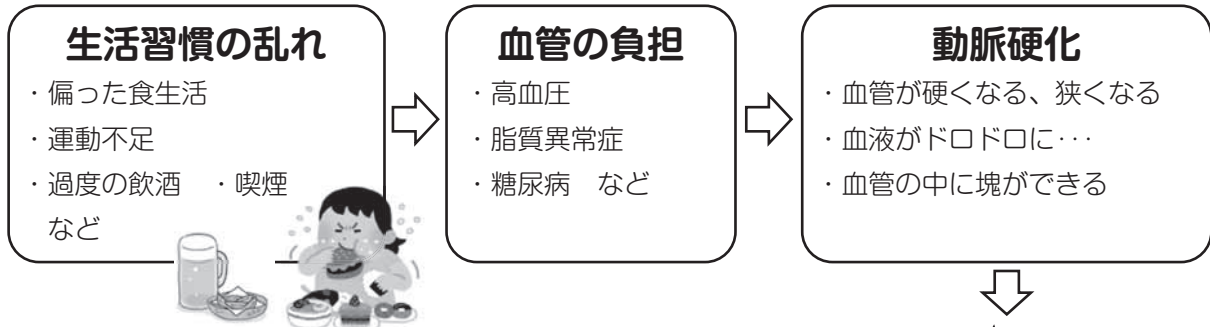 生活習慣の乱れ
・偏った食生活
・運動不足
・過度の飲酒　・喫煙
など
血管の負担
・高血圧
・脂質異常症
・糖尿病　など
動脈硬化
・血管が硬くなる、狭くなる
・血液がドロドロに･･･
・血管の中に塊ができる